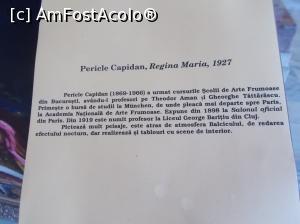 [m] AmFostAcolo®
Pericle Capidan, Regina Maria, 1927
Pericle Capidan (1869-1966) a urmat cursurile Școlii de Arte Frumoase
din București, avându-i profesori pe Theodor Aman și Gheorghe Tăttărăscu.
Primește o bursă de studii la München, de unde pleacă mai departe spre Paris,
la Academia Națională de Arte Frumoase. Expune din 1898 la Salonul oficial
din Paris. Din 1919 este numit profesor la Liceul George Barițiu din Cluj.
Pictează mult peisaje, este atras de atmosfera Balcicului, de redarea
efectului nocturn, dar realizează și tablouri cu scene de interior.